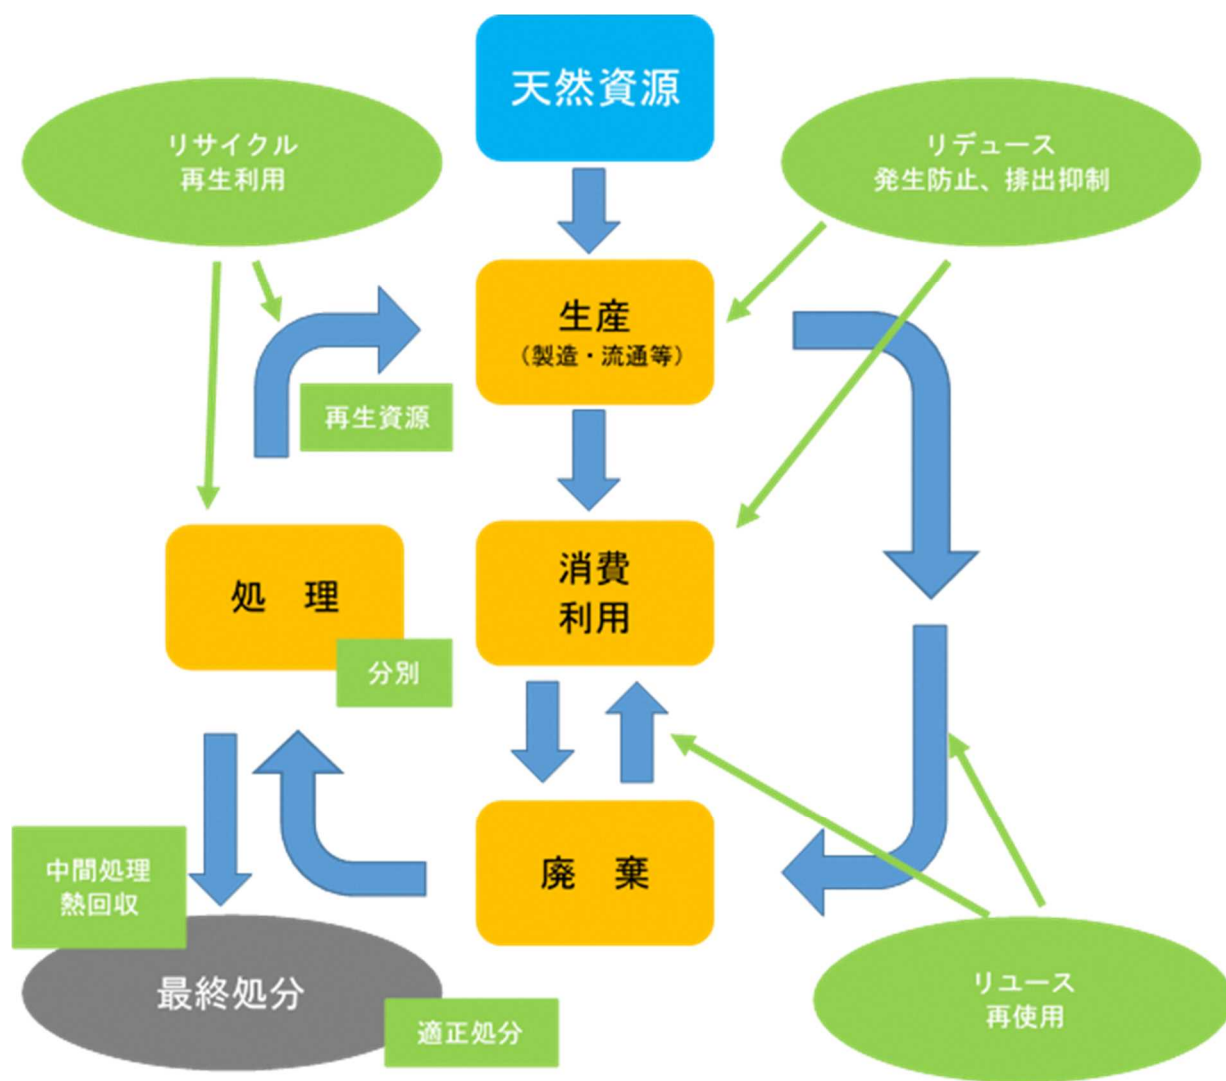 天然資源
リサイクル
再生利用
リデュース
発生防止、排出抑制
生産
(製造・流通等)
再生資源
処　理
分別
消費
利用
中間処理
熱回収
廃　棄
最終処分
適正処分
リユース
再使用